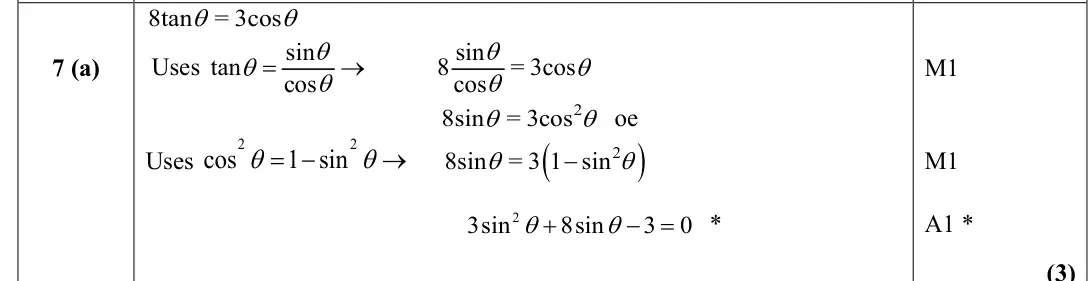 8tanθ = 3cosθ
7 (a) Uses tanθ = sinθ/cosθ → 8 sinθ/cosθ = 3cosθ M1
8sinθ = 3cos²θ oe
Uses cos²θ = 1 − sin²θ → 8sinθ = 3(1 − sin²θ) M1
3sin²θ + 8sinθ − 3 = 0 * A1 *
(3)